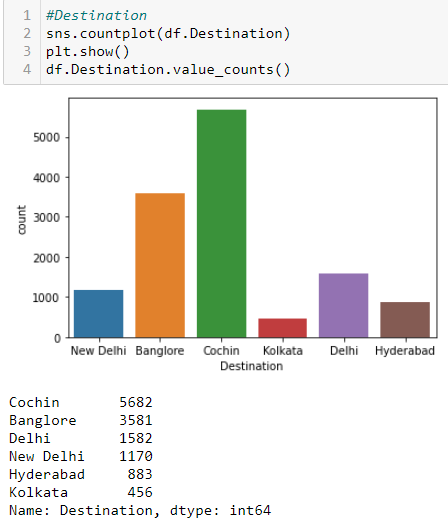 1 #Destination
2 sns.countplot(df.Destination)
3 plt.show()
4 df.Destination.value_counts()
5000
4000
3000
2000
1000
0
count
New Delhi Banglore Cochin Kolkata Delhi Hyderabad
Destination
Cochin 5682
Banglore 3581
Delhi 1582
New Delhi 1170
Hyderabad 883
Kolkata 456
Name: Destination, dtype: int64